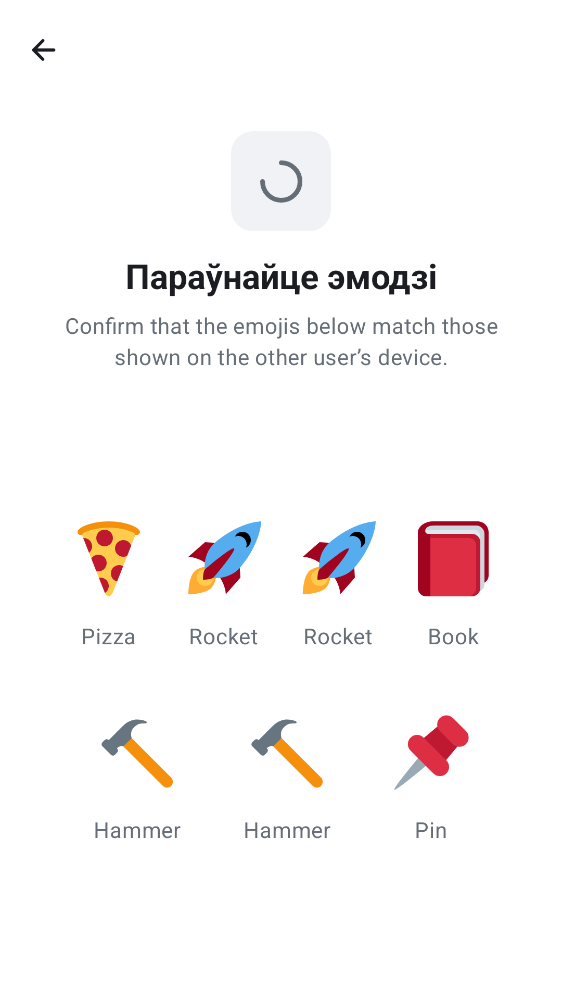 Параўнайце эмодзі
Confirm that the emojis below match those
shown on the other user’s device.
Pizza Rocket Rocket Book
Hammer Hammer Pin